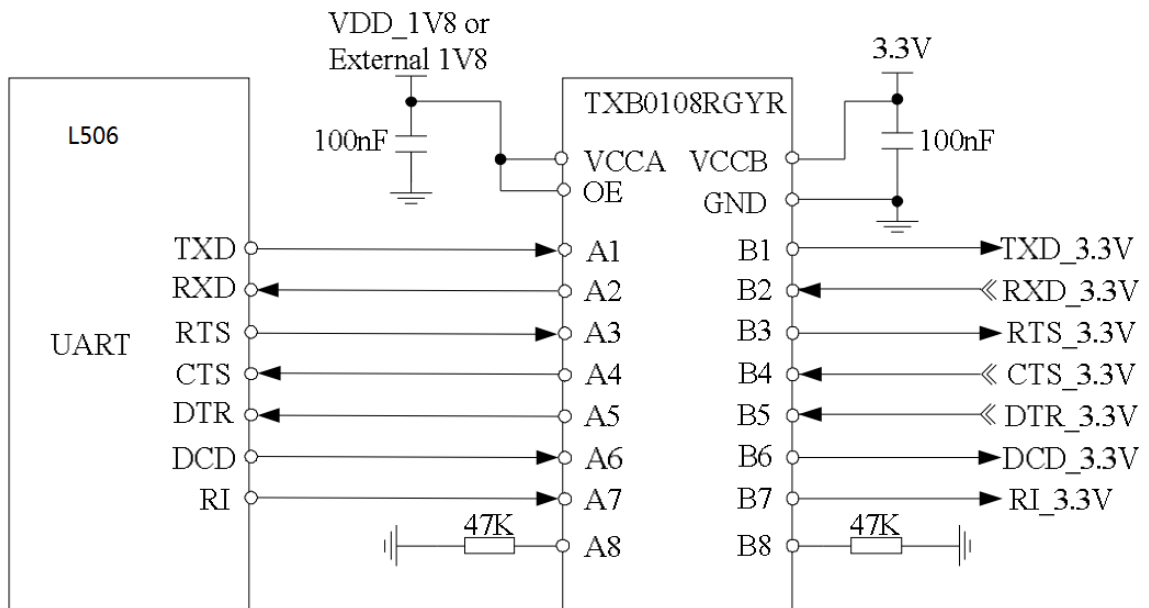 VDD_1V8 or
External 1V8
3.3V
L506
TXB0108RGYR
100nF
100nF
VCCA VCCB
OE
GND
TXD A1 B1 TXD_3.3V
RXD A2 B2 RXD_3.3V
RTS A3 B3 RTS_3.3V
UART
CTS A4 B4 CTS_3.3V
DTR A5 B5 DTR_3.3V
DCD A6 B6 DCD_3.3V
RI A7 B7 RI_3.3V
47K A8 B8 47K